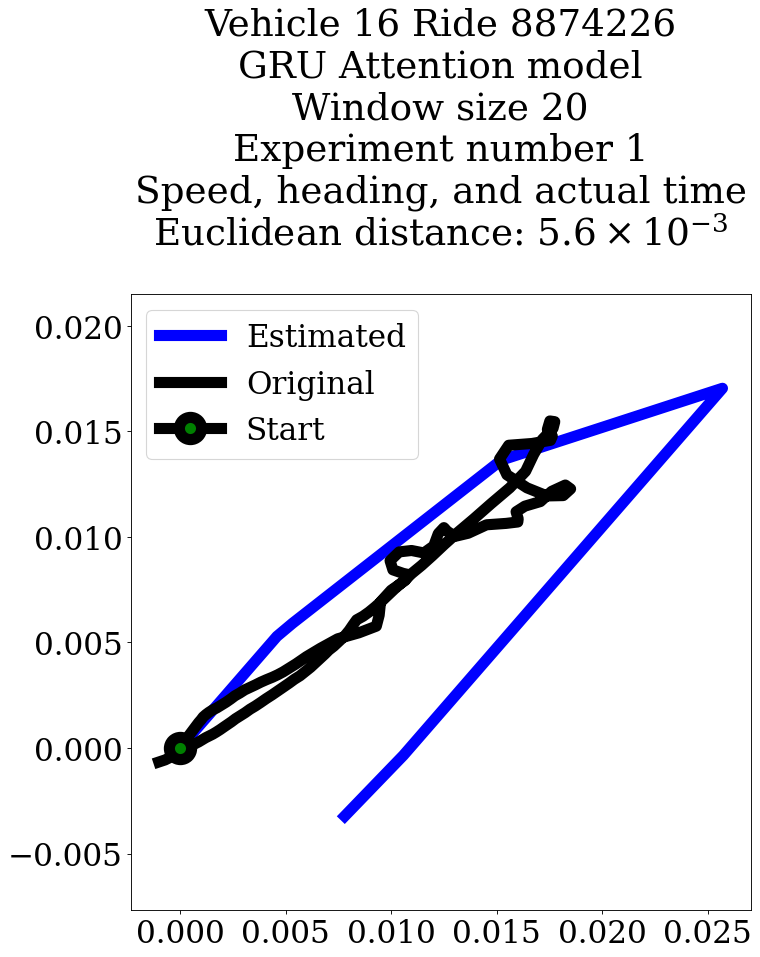 Vehicle 16 Ride 8874226
GRU Attention model
Window size 20
Experiment number 1
Speed, heading, and actual time
Euclidean distance: 5.6 × 10⁻³
Estimated
Original
Start
0.020
0.015
0.010
0.005
0.000
−0.005
0.000 0.005 0.010 0.015 0.020 0.025